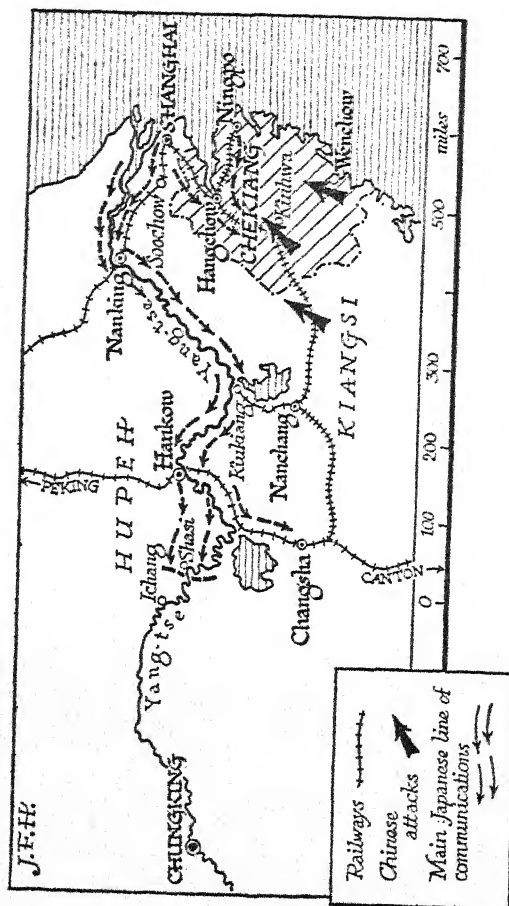 J.F.H.
HUPEH
PEKING
Nanking
SHANGHAI
Soochow
Yang-tse
Hangchow
Ningpo
CHEKIANG
Kinhwa
Wenchow
Hankow
Ichang
Shasi
Yang-tse
CHUNGKING
Kiukiang
Nanchang
KIANGSI
Changsha
CANTON
0 100 200 300 500 700
miles
Railways
Chinese
attacks
Main Japanese line of
communications